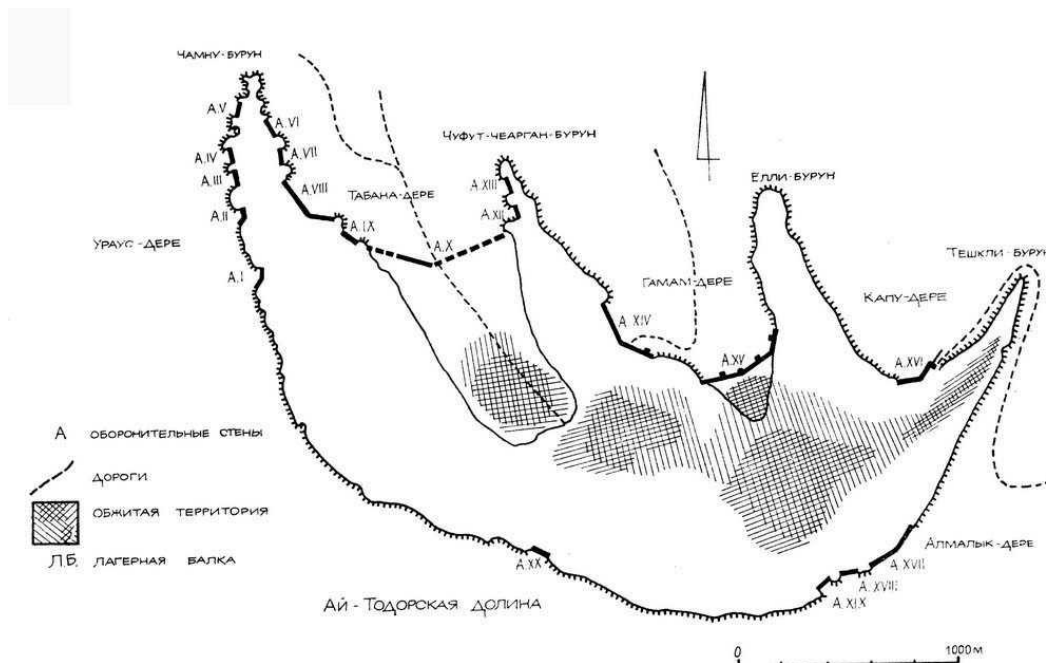 ЧАМНУ-БУРУН
А.V
А.VI
ЧУФУТ-ЧЕАРГАН-БУРУН
А.IV
А.VII
А.III
А.VIII
ТАБАНА-ДЕРЕ
А.XIII
ЕЛЛИ-БУРУН
А.II
А.IX
А.X
А.XII
УРАУС-ДЕРЕ
ТЕШКЛИ-БУРУН
А.I
ГАМАМ-ДЕРЕ
КАПУ-ДЕРЕ
А.XIV
А.XV
А.XVI
А ОБОРОНИТЕЛЬНЫЕ СТЕНЫ
ДОРОГИ
ОБЖИТАЯ ТЕРРИТОРИЯ
Л.Б. ЛАГЕРНАЯ БАЛКА
АЛМАЛЫК-ДЕРЕ
А.XX
А.XVII
А.XVIII
А.XIX
АЙ-ТОДОРСКАЯ ДОЛИНА
0 1000 М